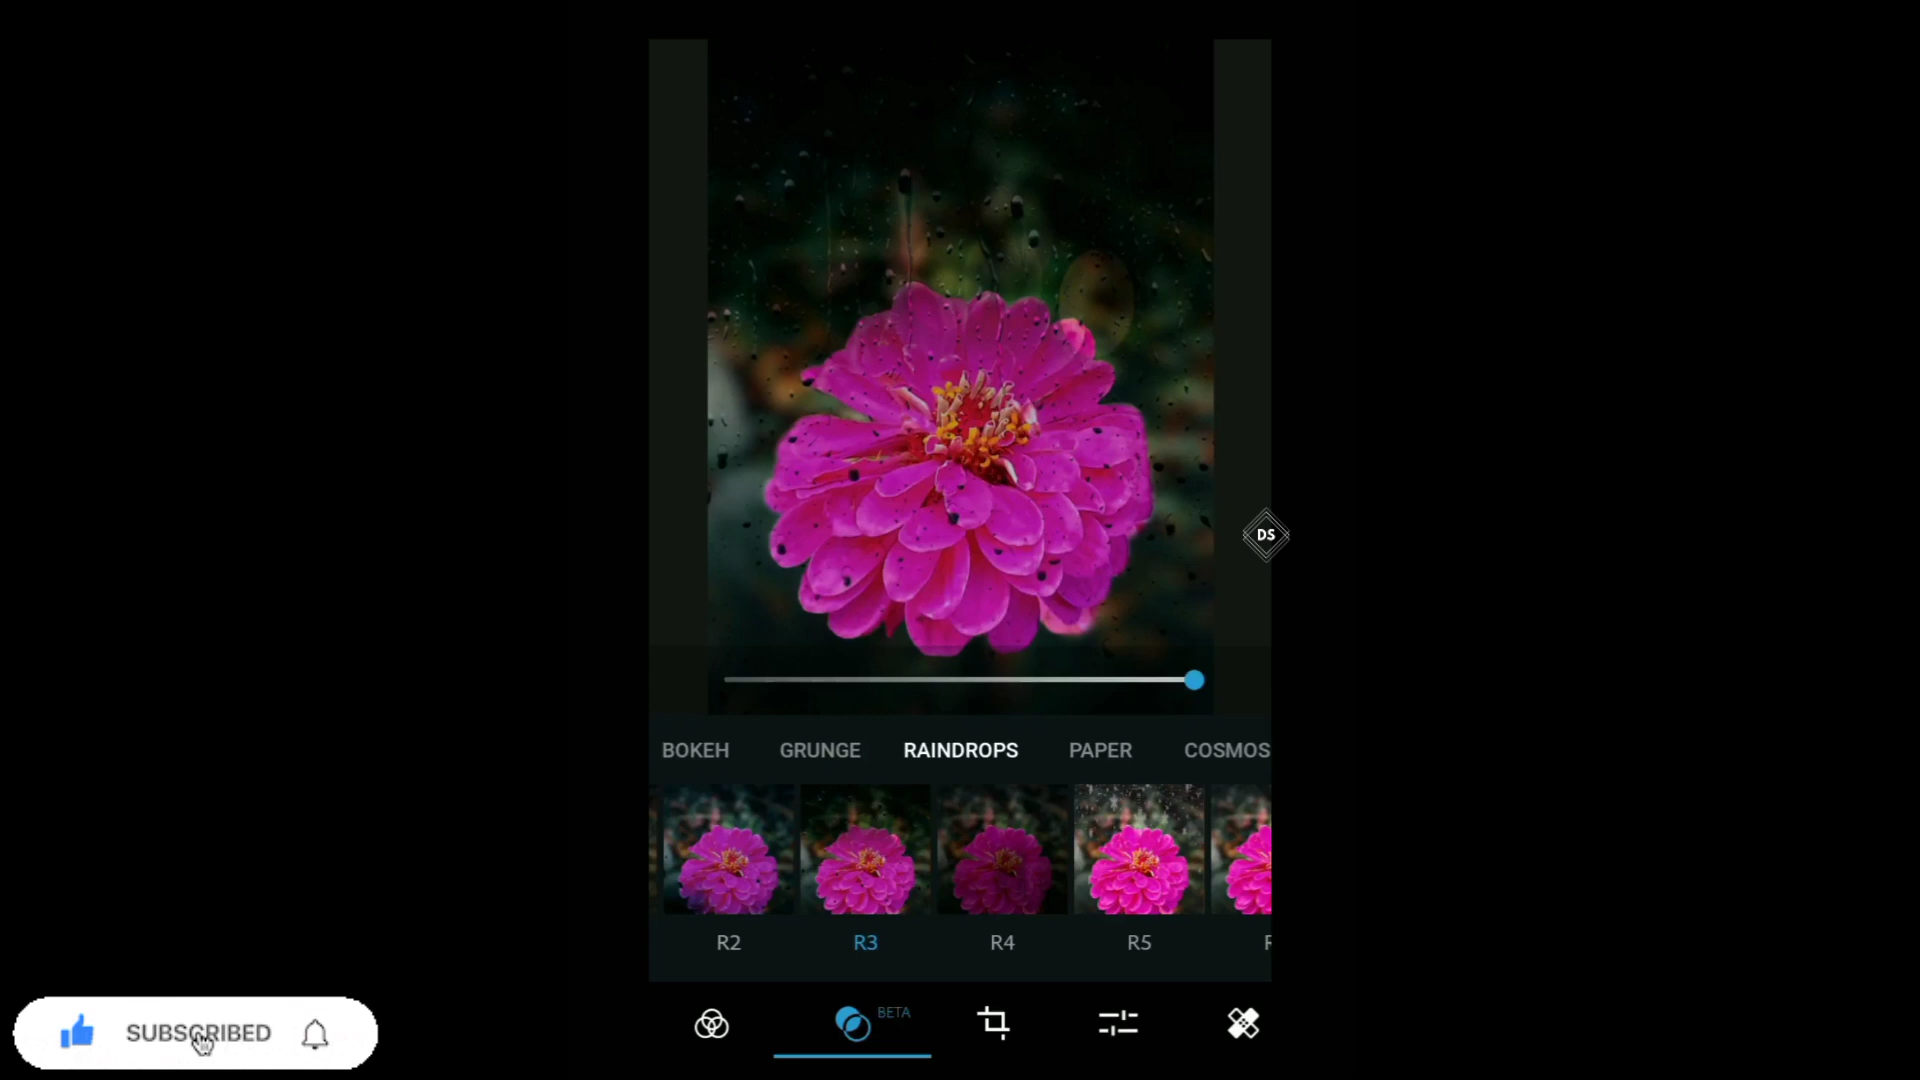 DS
BOKEH GRUNGE RAINDROPS PAPER COSMOS
R2 R3 R4 R5
BETA
SUBSCRIBED